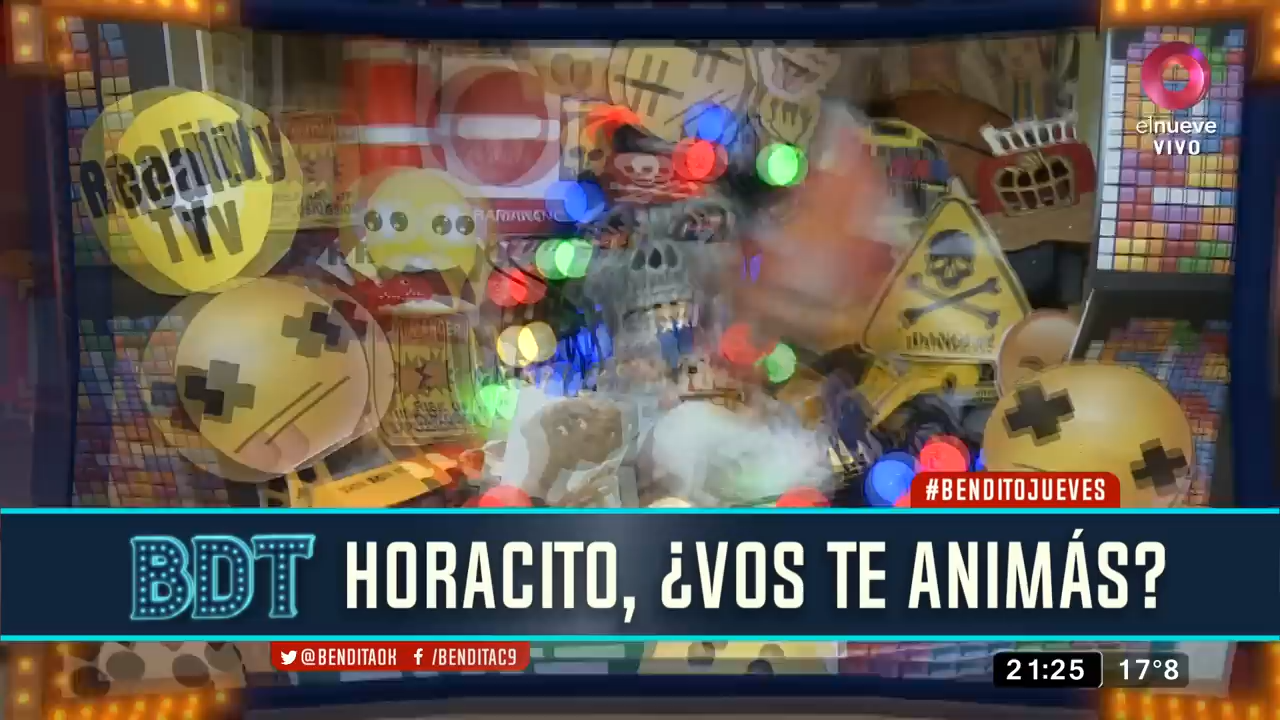 elnueve
VIVO
Reality
TV
DANGER
#BENDITOJUEVES
BDT HORACITO, ¿VOS TE ANIMÁS?
@BENDITAOK /BENDITAC9
21:25 17°8